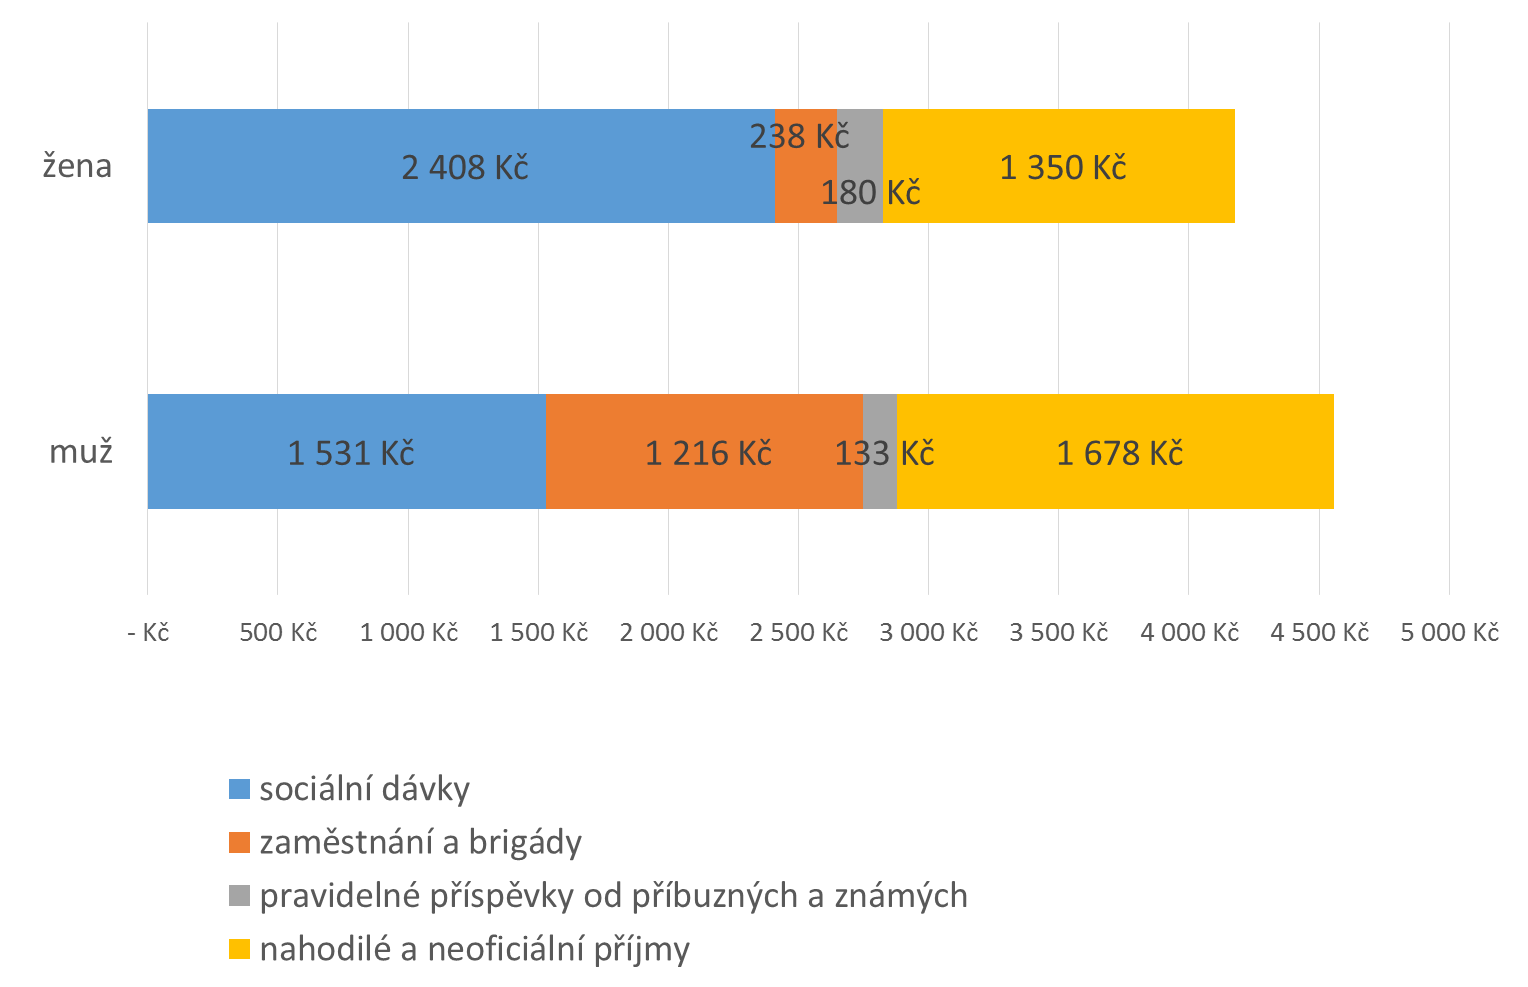 žena
2 408 Kč
238 Kč
180 Kč
1 350 Kč
muž
1 531 Kč
1 216 Kč
133 Kč
1 678 Kč
- Kč
500 Kč
1 000 Kč
1 500 Kč
2 000 Kč
2 500 Kč
3 000 Kč
3 500 Kč
4 000 Kč
4 500 Kč
5 000 Kč
sociální dávky
zaměstnání a brigády
pravidelné příspěvky od příbuzných a známých
nahodilé a neoficiální příjmy